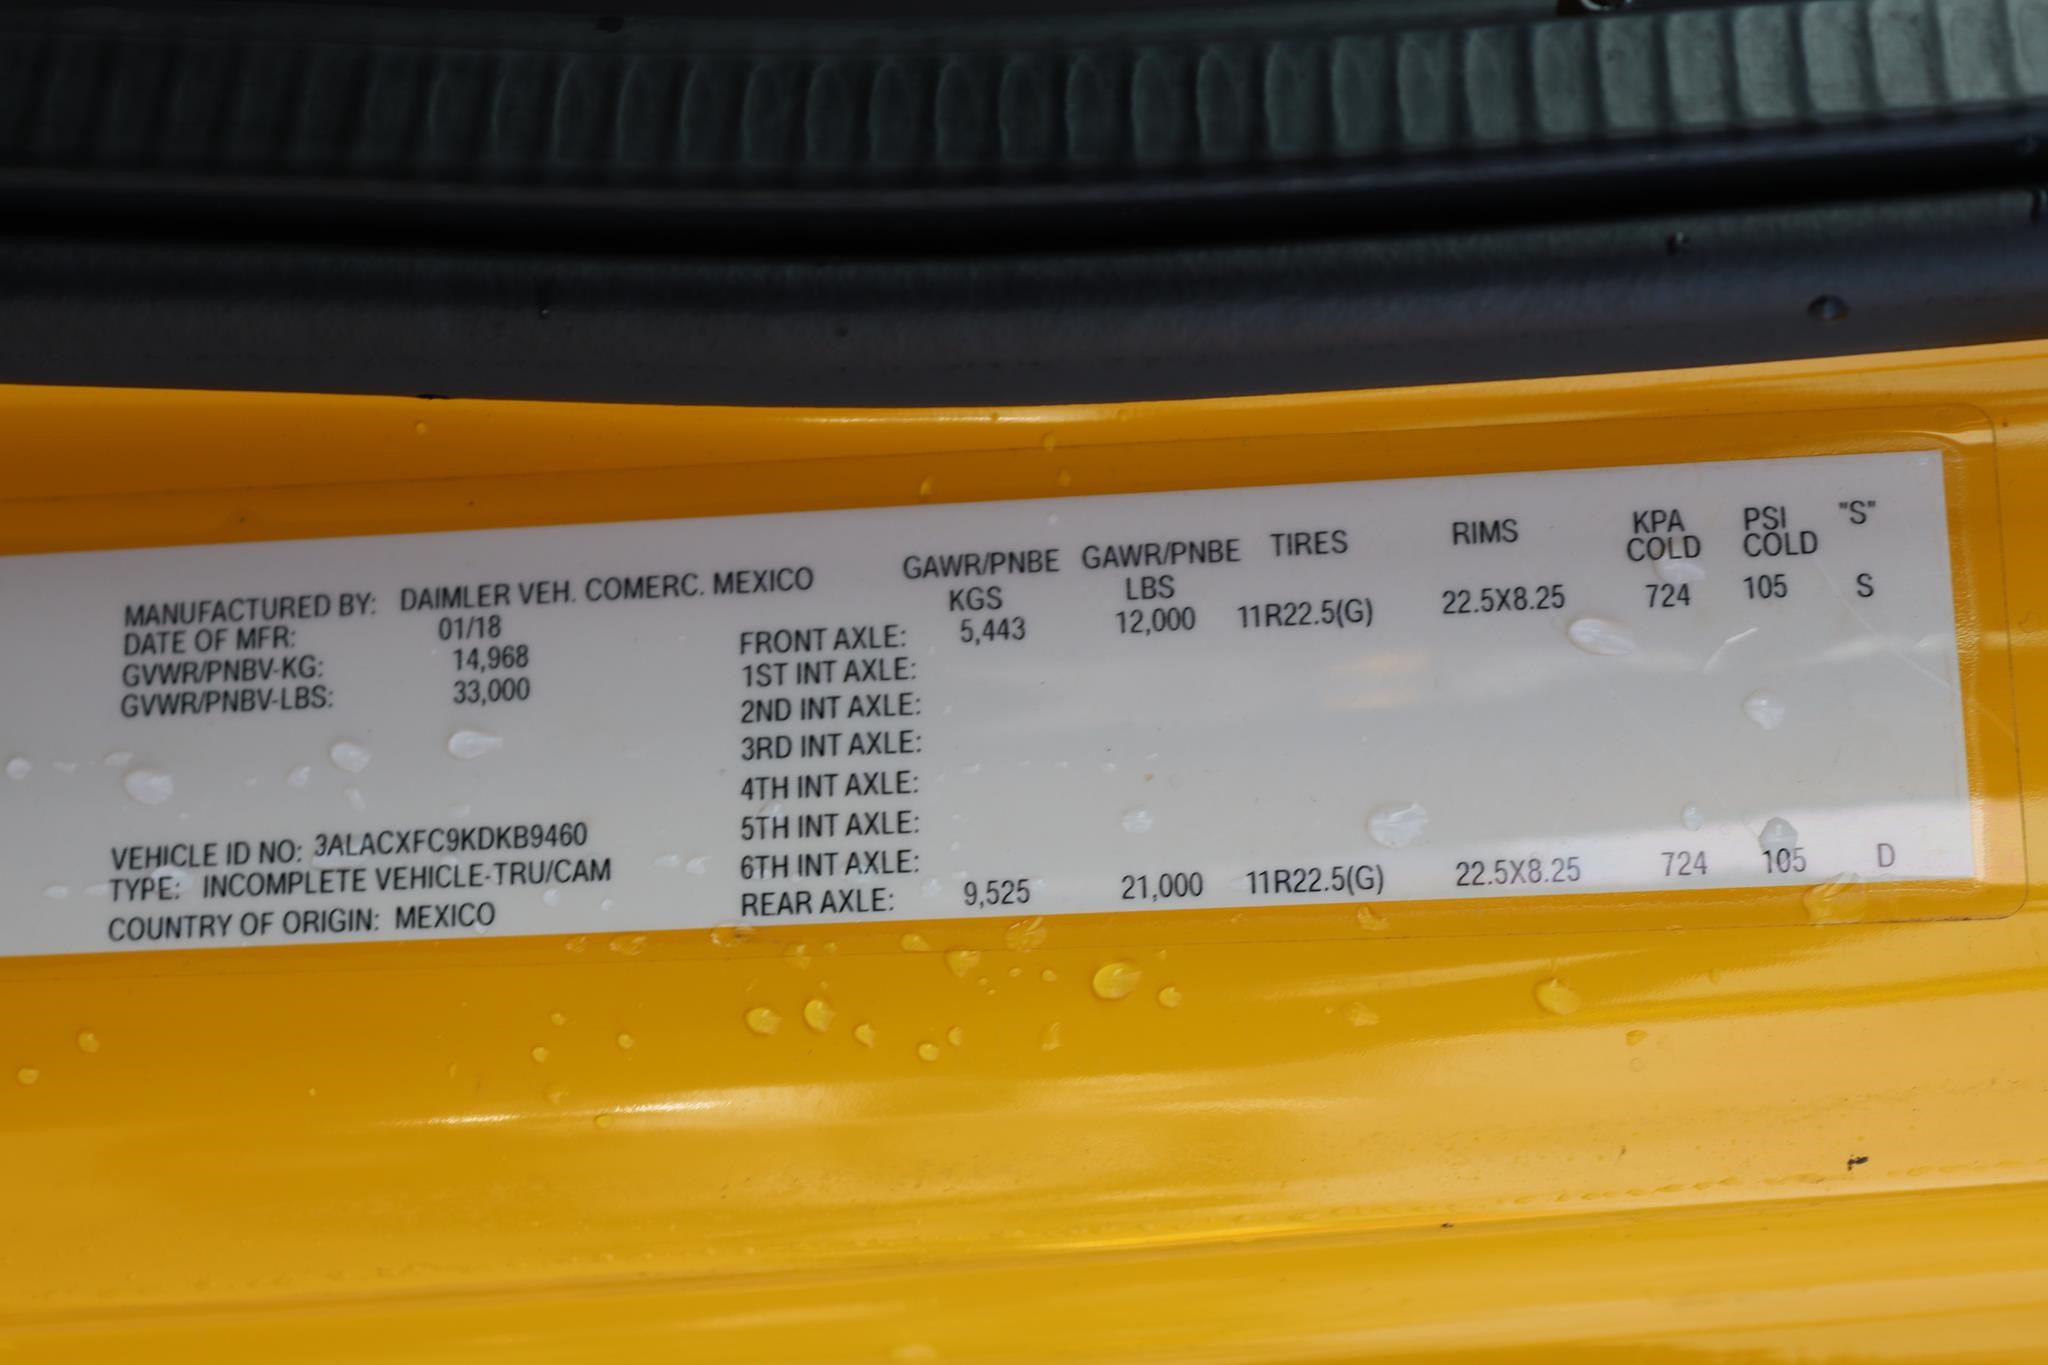 MANUFACTURED BY: DAIMLER VEH. COMERC. MEXICO
DATE OF MFR: 01/18
GVWR/PNBV-KG: 14,968
GVWR/PNBV-LBS: 33,000
VEHICLE ID NO: 3ALACXFC9KDKB9460
TYPE: INCOMPLETE VEHICLE-TRU/CAM
COUNTRY OF ORIGIN: MEXICO
GAWR/PNBE KGS GAWR/PNBE LBS TIRES RIMS KPA COLD PSI COLD "S"
FRONT AXLE: 5,443 12,000 11R22.5(G) 22.5X8.25 724 105 S
1ST INT AXLE:
2ND INT AXLE:
3RD INT AXLE:
4TH INT AXLE:
5TH INT AXLE:
6TH INT AXLE:
REAR AXLE: 9,525 21,000 11R22.5(G) 22.5X8.25 724 105 D